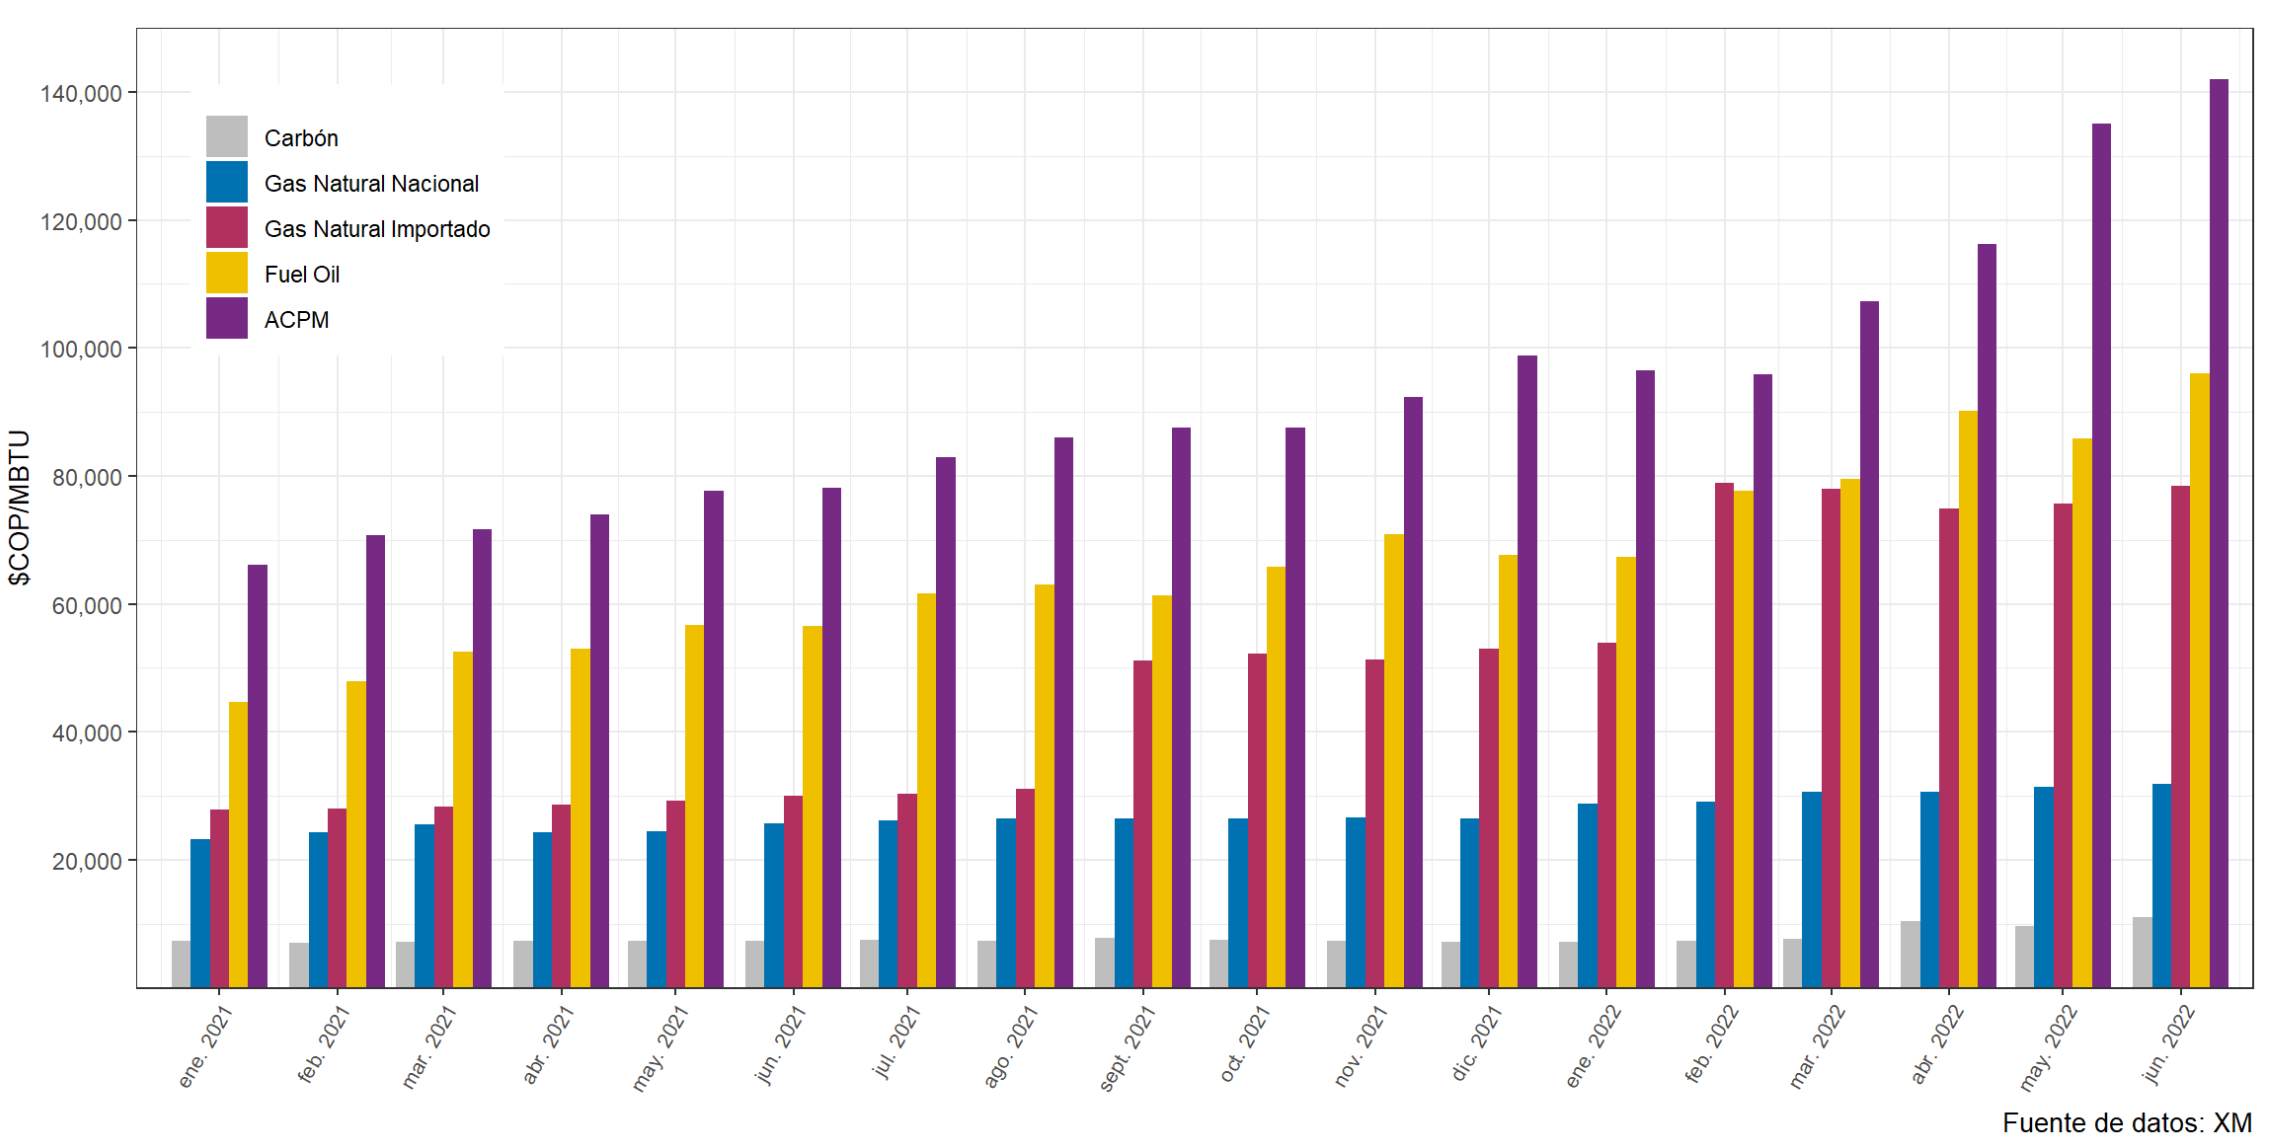 140,000
120,000
100,000
80,000
60,000
40,000
20,000
$COP/MBTU
Carbón
Gas Natural Nacional
Gas Natural Importado
Fuel Oil
ACPM
ene. 2021
feb. 2021
mar. 2021
abr. 2021
may. 2021
jun. 2021
jul. 2021
ago. 2021
sept. 2021
oct. 2021
nov. 2021
dic. 2021
ene. 2022
feb. 2022
mar. 2022
abr. 2022
may. 2022
jun. 2022
Fuente de datos: XM